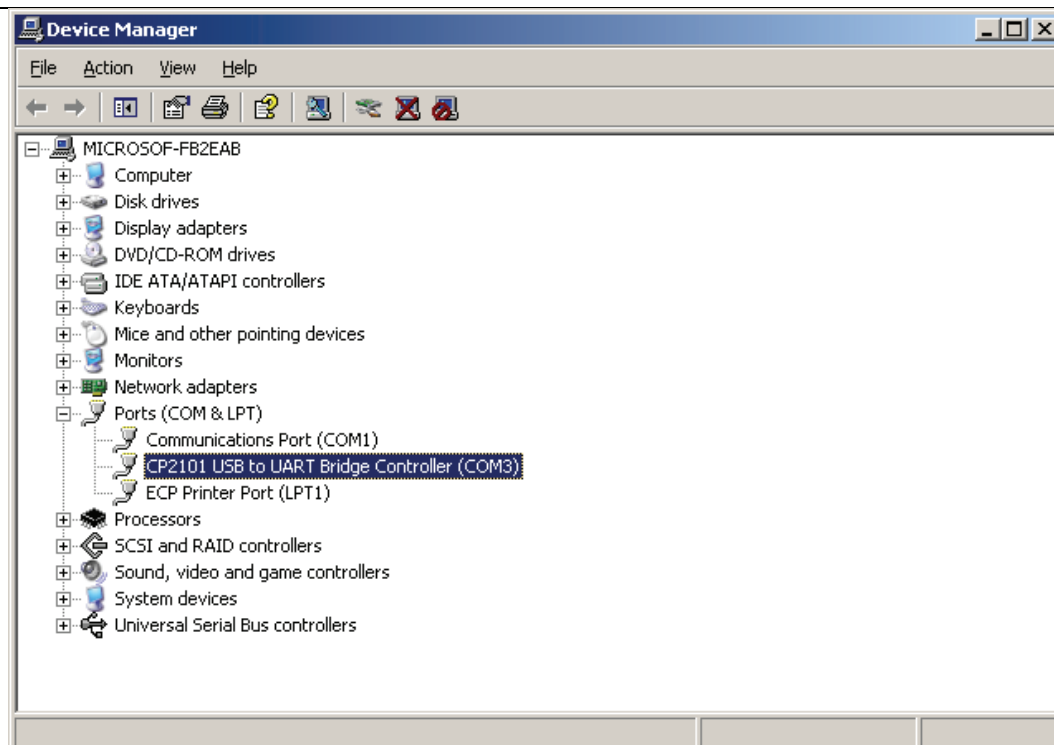 Device Manager
File Action View Help
MICROSOF-FB2EAB
Computer
Disk drives
Display adapters
DVD/CD-ROM drives
IDE ATA/ATAPI controllers
Keyboards
Mice and other pointing devices
Monitors
Network adapters
Ports (COM & LPT)
Communications Port (COM1)
CP2101 USB to UART Bridge Controller (COM3)
ECP Printer Port (LPT1)
Processors
SCSI and RAID controllers
Sound, video and game controllers
System devices
Universal Serial Bus controllers